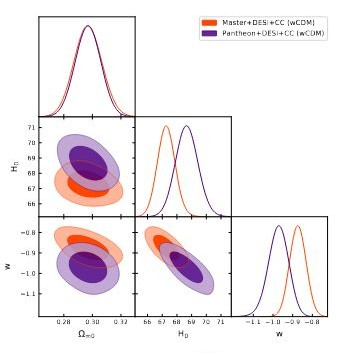 Master+DESI+CC (wCDM)
Pantheon+DESI+CC (wCDM)
71
70
69
68
67
66
H₀
−0.8
−0.9
−1.0
−1.1
w
0.28 0.30 0.32
66 67 68 69 70 71
−1.1 −1.0 −0.9 −0.8
Ωₘ₀ H₀ w